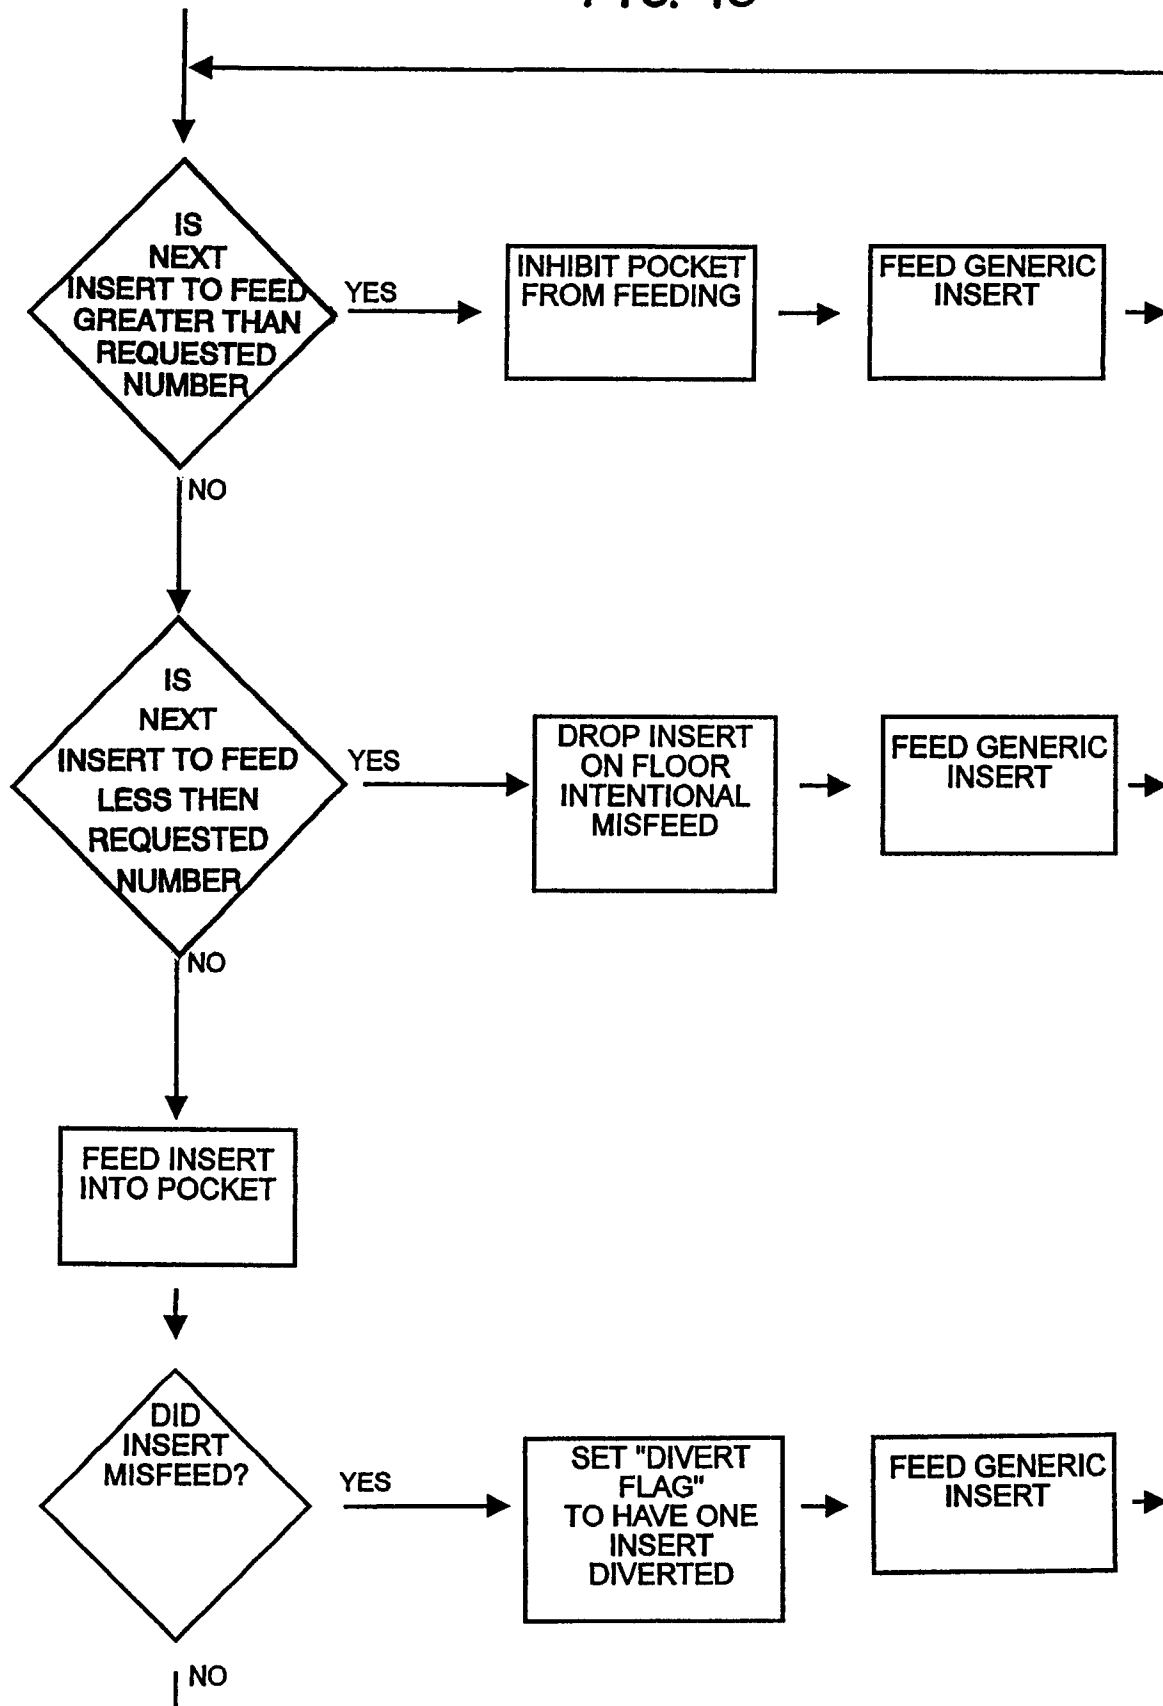 IS
NEXT
INSERT TO FEED
GREATER THAN
REQUESTED
NUMBER
YES
INHIBIT POCKET
FROM FEEDING
FEED GENERIC
INSERT
NO
IS
NEXT
INSERT TO FEED
LESS THEN
REQUESTED
NUMBER
YES
DROP INSERT
ON FLOOR
INTENTIONAL
MISFEED
FEED GENERIC
INSERT
NO
FEED INSERT
INTO POCKET
DID
INSERT
MISFEED?
YES
SET "DIVERT
FLAG"
TO HAVE ONE
INSERT
DIVERTED
FEED GENERIC
INSERT
NO